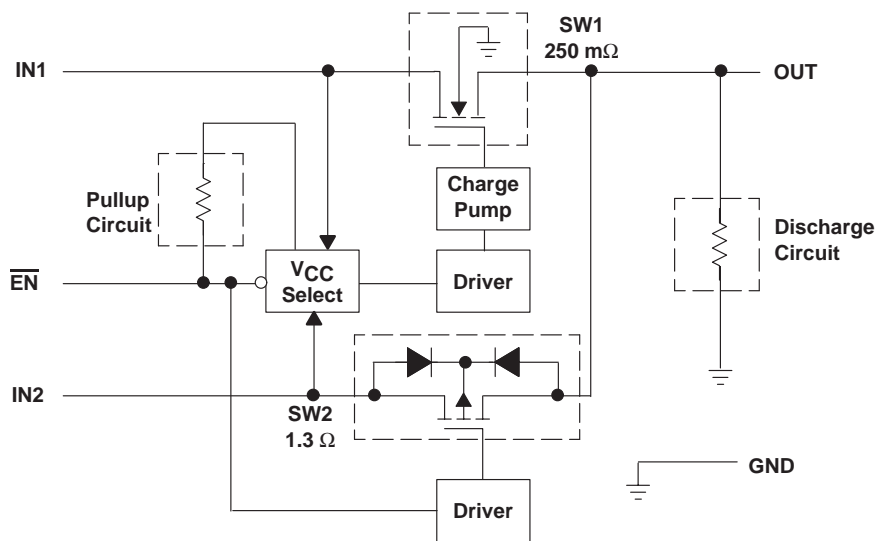 SW1
250 mΩ
IN1
OUT
Pullup
Circuit
Charge
Pump
Discharge
Circuit
EN
VCC
Select
Driver
IN2
SW2
1.3 Ω
GND
Driver